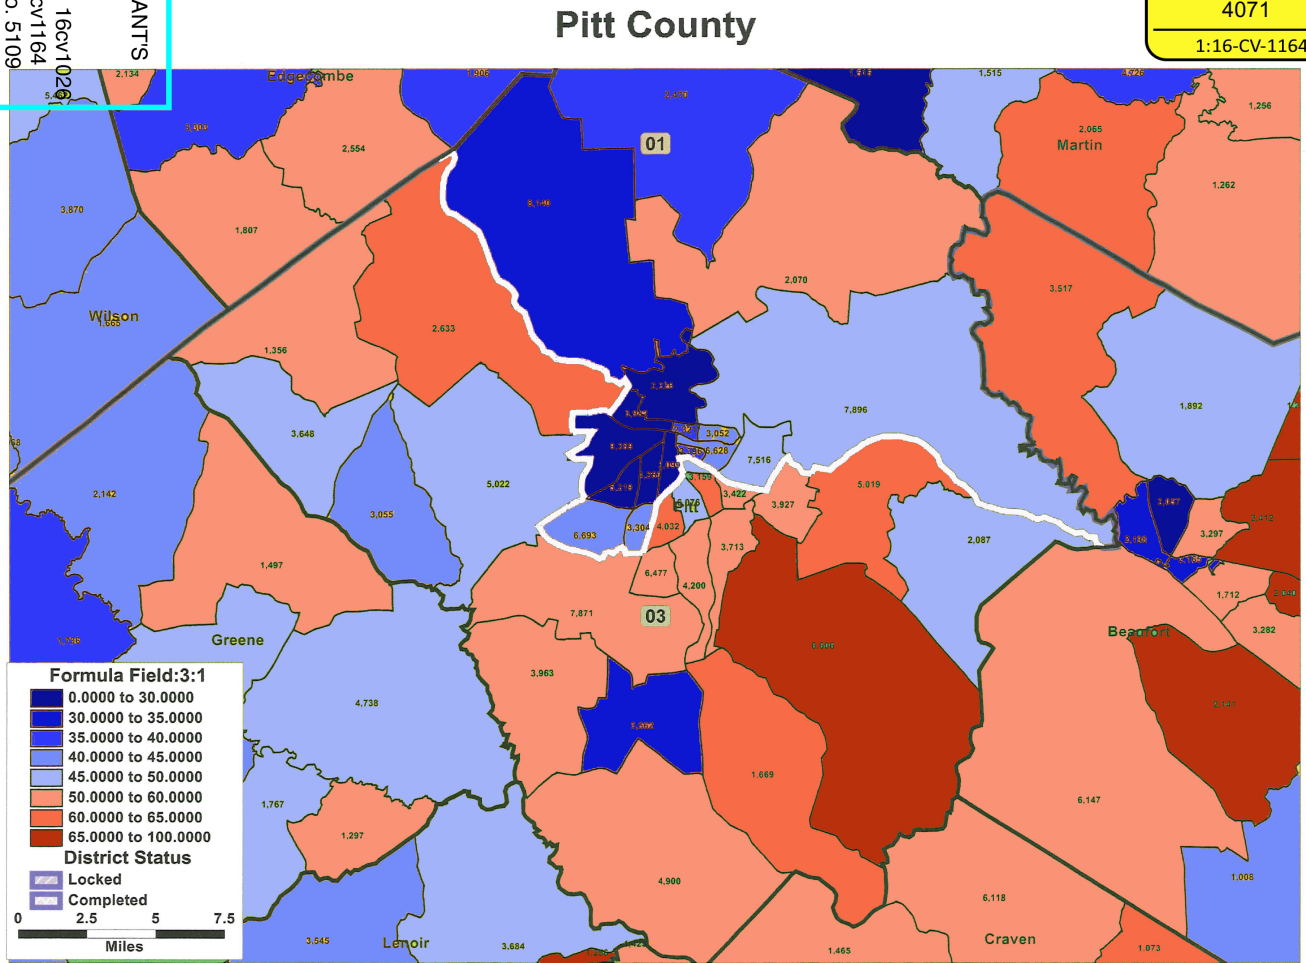 Pitt County
ANT'S
16cv1026
cv1164
o. 5109
4071
1:16-CV-1164
2,134
Edgecombe
1,515
1,256
2,554
01
2,065
Martin
1,262
3,870
1,807
3,517
2,070
Wilson
1,665
2,633
1,356
1,892
7,896
3,648
3,052
6,628
7,516
2,142
5,022
3,159
5,019
3,422
3,927
3,055
Pitt
6,693
3,304
4,032
3,297
2,087
3,713
1,497
6,477
4,200
1,712
7,871
03
3,282
Greene
Beaufort
3,963
4,738
2,141
1,669
1,767
6,147
1,297
4,900
1,008
6,118
3,545
Lenoir
3,684
Craven
1,465
1,073
Formula Field:3:1
0.0000 to 30.0000
30.0000 to 35.0000
35.0000 to 40.0000
40.0000 to 45.0000
45.0000 to 50.0000
50.0000 to 60.0000
60.0000 to 65.0000
65.0000 to 100.0000
District Status
Locked
Completed
0 2.5 5 7.5
Miles